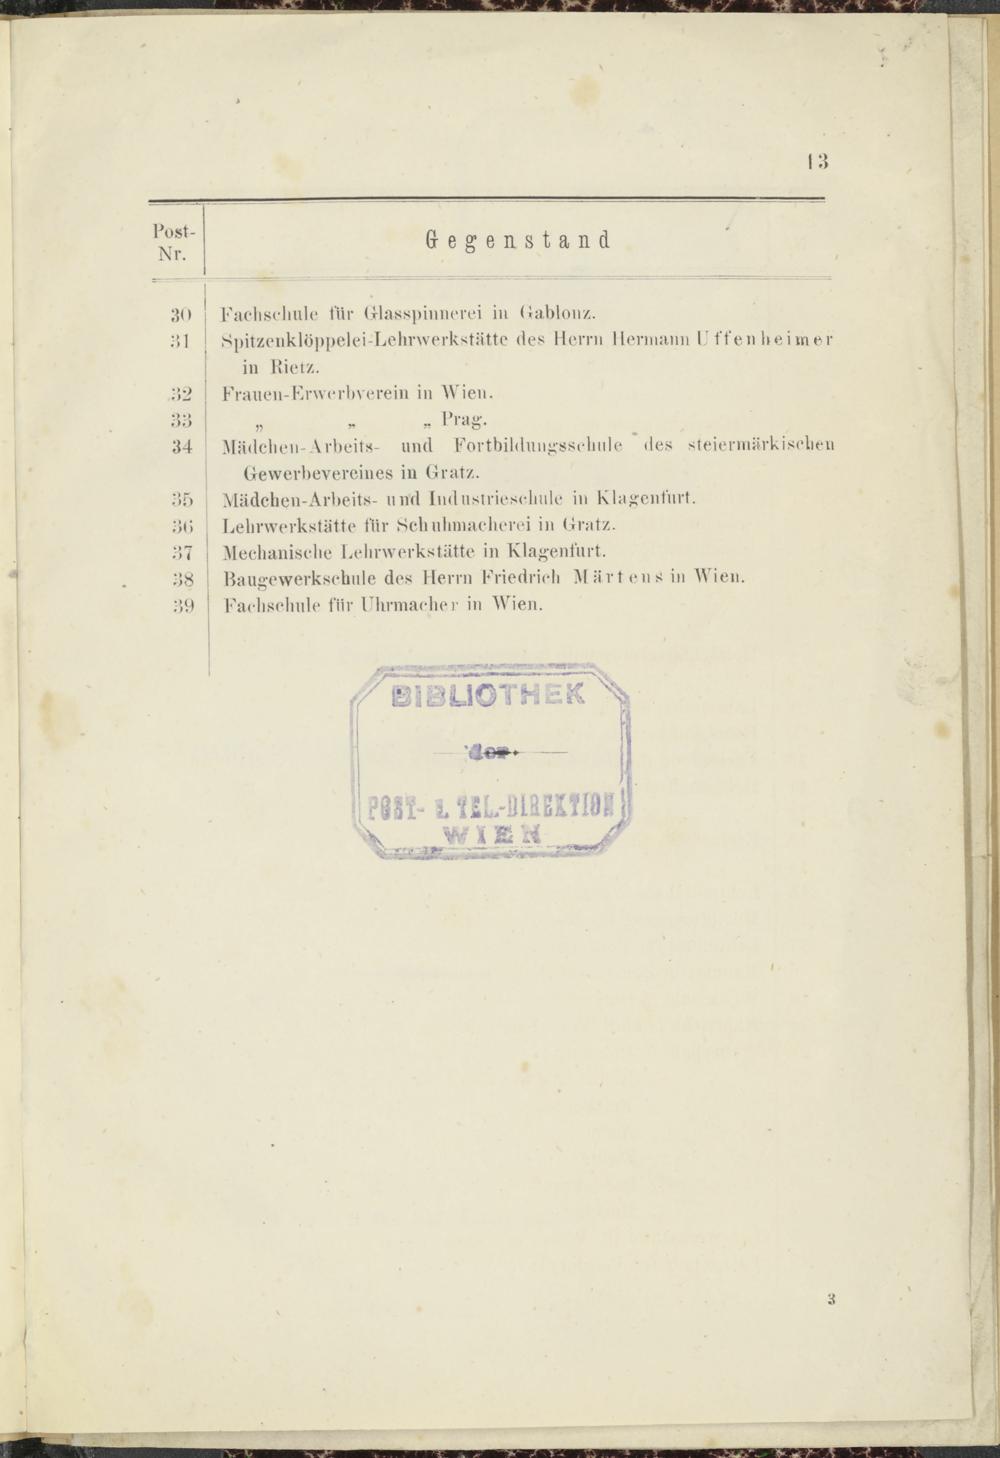 13
Post-
Nr.
Gegenstand
30 Fachschule für Glasspinnerei in Gablonz.
31 Spitzenklöppelei-Lehrwerkstätte des Herrn Hermann Uffenheimer
in Rietz.
32 Frauen-Erwerbverein in Wien.
33 „ „ „ Prag.
34 Mädchen-Arbeits- und Fortbildungsschule des steiermärkischen
Gewerbevereines in Gratz.
35 Mädchen-Arbeits- und Industrieschule in Klagenfurt.
36 Lehrwerkstätte für Schuhmacherei in Gratz.
37 Mechanische Lehrwerkstätte in Klagenfurt.
38 Baugewerkschule des Herrn Friedrich Märtens in Wien.
39 Fachschule für Uhrmacher in Wien.
BIBLIOTHEK
der
POST- u. TEL.-DIREKTION
WIEN
3